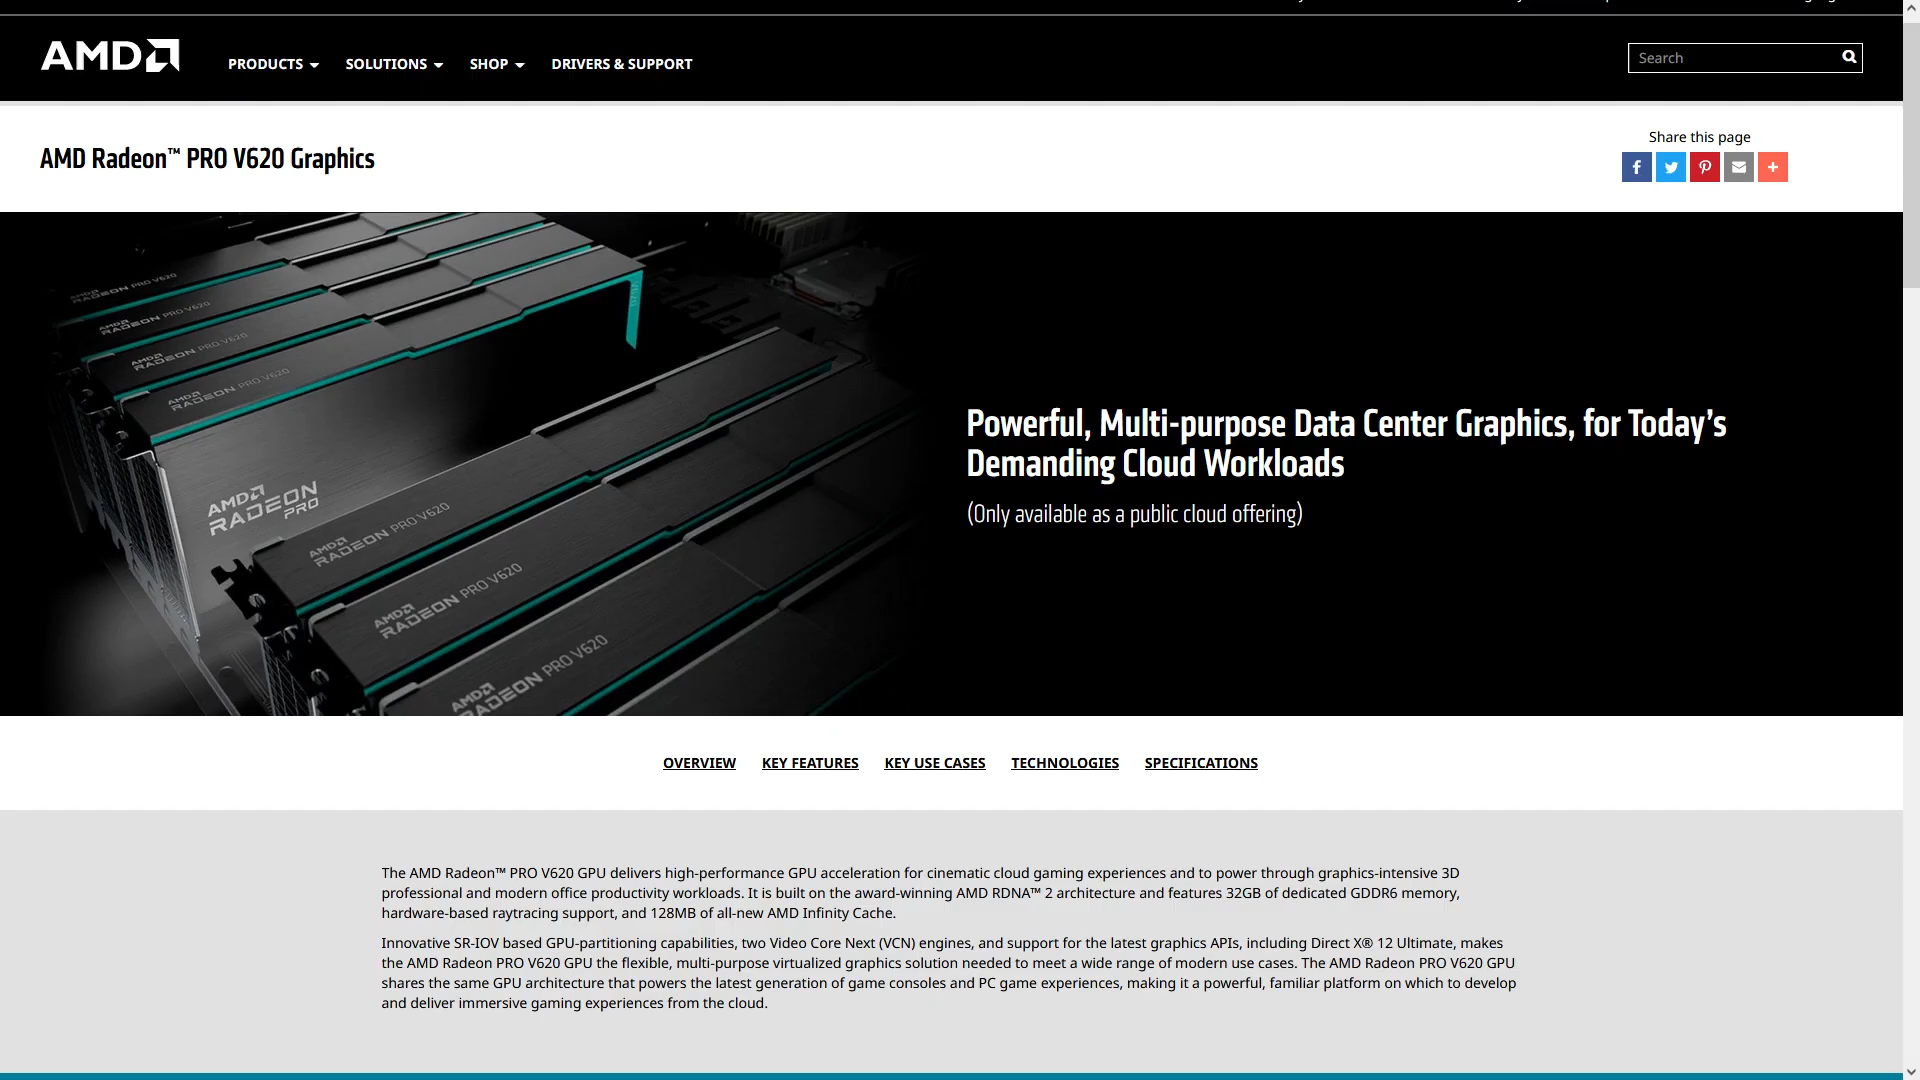 AMD
PRODUCTS
SOLUTIONS
SHOP
DRIVERS & SUPPORT
Search
AMD Radeon™ PRO V620 Graphics
Share this page
AMD RADEON PRO V620
AMD RADEON PRO V620
AMD RADEON PRO V620
AMD RADEON PRO V620
AMD
RADEON
PRO
AMD
RADEON PRO V620
AMD
RADEON PRO V620
AMD
RADEON PRO V620
Powerful, Multi-purpose Data Center Graphics, for Today’s
Demanding Cloud Workloads
(Only available as a public cloud offering)
OVERVIEW
KEY FEATURES
KEY USE CASES
TECHNOLOGIES
SPECIFICATIONS
The AMD Radeon™ PRO V620 GPU delivers high-performance GPU acceleration for cinematic cloud gaming experiences and to power through graphics-intensive 3D
professional and modern office productivity workloads. It is built on the award-winning AMD RDNA™ 2 architecture and features 32GB of dedicated GDDR6 memory,
hardware-based raytracing support, and 128MB of all-new AMD Infinity Cache.
Innovative SR-IOV based GPU-partitioning capabilities, two Video Core Next (VCN) engines, and support for the latest graphics APIs, including Direct X® 12 Ultimate, makes
the AMD Radeon PRO V620 GPU the flexible, multi-purpose virtualized graphics solution needed to meet a wide range of modern use cases. The AMD Radeon PRO V620 GPU
shares the same GPU architecture that powers the latest generation of game consoles and PC game experiences, making it a powerful, familiar platform on which to develop
and deliver immersive gaming experiences from the cloud.